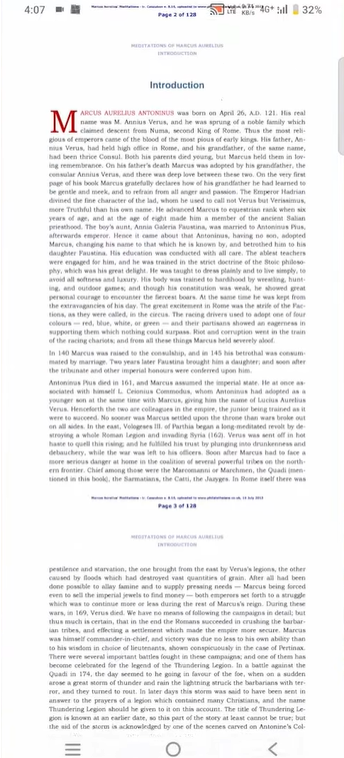 4:07
LTE
0.71 KB/s
4G+
32%
Page 2 of 128
MEDITATIONS OF MARCUS AURELIUS
INTRODUCTION
Introduction
MARCUS AURELIUS ANTONINUS was born on April 26, A.D. 121. His real
name was M. Annius Verus, and he was sprung of a noble family which
claimed descent from Numa, second King of Rome. Thus the most reli-
gious of emperors came of the blood of the most pious of early kings. His father, An-
nius Verus, had held high office in Rome, and his grandfather, of the same name,
had been thrice Consul. Both his parents died young, but Marcus held them in lov-
ing remembrance. On his father's death Marcus was adopted by his grandfather, the
consular Annius Verus, and there was deep love between these two. On the very first
page of his book Marcus gratefully declares how of his grandfather he had learned to
be gentle and meek, and to refrain from all anger and passion. The Emperor Hadrian
divined the fine character of the lad, whom he used to call not Verus but Verissimus,
more Truthful than his own name. He advanced Marcus to equestrian rank when six
years of age, and at the age of eight made him a member of the ancient Salian
priesthood. The boy's aunt, Annia Galeria Faustina, was married to Antoninus Pius,
afterwards emperor. Hence it came about that Antoninus, having no son, adopted
Marcus, changing his name to that which he is known by, and betrothed him to his
daughter Faustina. His education was conducted with all care. The ablest teachers
were engaged for him, and he was trained in the strict doctrine of the Stoic philoso-
phy, which was his great delight. He was taught to dress plainly and to live simply, to
avoid all softness and luxury. His body was trained to hardihood by wrestling, hunt-
ing, and outdoor games; and though his constitution was weak, he showed great
personal courage to encounter the fiercest boars. At the same time he was kept from
the extravagancies of his day. The great excitement in Rome was the strife of the Fac-
tions, as they were called, in the circus. The racing drivers used to adopt one of four
colours — red, blue, white, or green — and their partisans showed an eagerness in
supporting them which nothing could surpass. Riot and corruption went in the train
of the racing chariots; and from all these things Marcus held severely aloof.
In 140 Marcus was raised to the consulship, and in 145 his betrothal was consum-
mated by marriage. Two years later Faustina brought him a daughter; and soon after
the tribunate and other imperial honours were conferred upon him.
Antoninus Pius died in 161, and Marcus assumed the imperial state. He at once as-
sociated with himself L. Ceionius Commodus, whom Antoninus had adopted as a
younger son at the same time with Marcus, giving him the name of Lucius Aurelius
Verus. Henceforth the two are colleagues in the empire, the junior being trained as it
were to succeed. No sooner was Marcus settled upon the throne than wars broke out
on all sides. In the east, Vologeses III. of Parthia began a long-meditated revolt by de-
stroying a whole Roman Legion and invading Syria (162). Verus was sent off in hot
haste to quell this rising; and he fulfilled his trust by plunging into drunkenness and
debauchery, while the war was left to his officers. Soon after Marcus had to face a
more serious danger at home in the coalition of several powerful tribes on the north-
ern frontier. Chief among those were the Marcomanni or Marchmen, the Quadi (men-
tioned in this book), the Sarmatians, the Catti, the Jazyges. In Rome itself there was
Page 3 of 128
MEDITATIONS OF MARCUS AURELIUS
INTRODUCTION
pestilence and starvation, the one brought from the east by Verus's legions, the other
caused by floods which had destroyed vast quantities of grain. After all had been
done possible to allay famine and to supply pressing needs — Marcus being forced
even to sell the imperial jewels to find money — both emperors set forth to a struggle
which was to continue more or less during the rest of Marcus's reign. During these
wars, in 169, Verus died. We have no means of following the campaigns in detail; but
thus much is certain, that in the end the Romans succeeded in crushing the barbar-
ian tribes, and effecting a settlement which made the empire more secure. Marcus
was himself commander-in-chief, and victory was due no less to his own ability than
to his wisdom in choice of lieutenants, shown conspicuously in the case of Pertinax.
There were several important battles fought in these campaigns; and one of them has
become celebrated for the legend of the Thundering Legion. In a battle against the
Quadi in 174, the day seemed to be going in favour of the foe, when on a sudden
arose a great storm of thunder and rain the lightning struck the barbarians with ter-
ror, and they turned to rout. In later days this storm was said to have been sent in
answer to the prayers of a legion which contained many Christians, and the name
Thundering Legion should be given to it on this account. The title of Thundering Le-
gion is known at an earlier date, so this part of the story at least cannot be true; but
the aid of the storm is acknowledged by one of the scenes carved on Antonine's Col-